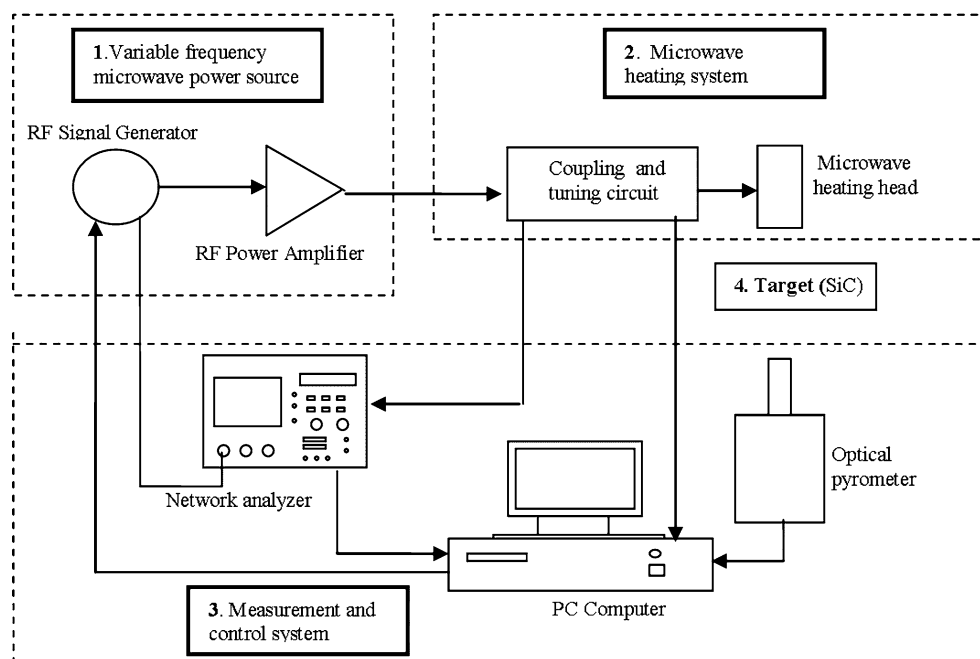 1.Variable frequency
microwave power source
2. Microwave
heating system
RF Signal Generator
RF Power Amplifier
Coupling and
tuning circuit
Microwave
heating head
4. Target (SiC)
Network analyzer
Optical
pyrometer
PC Computer
3. Measurement and
control system